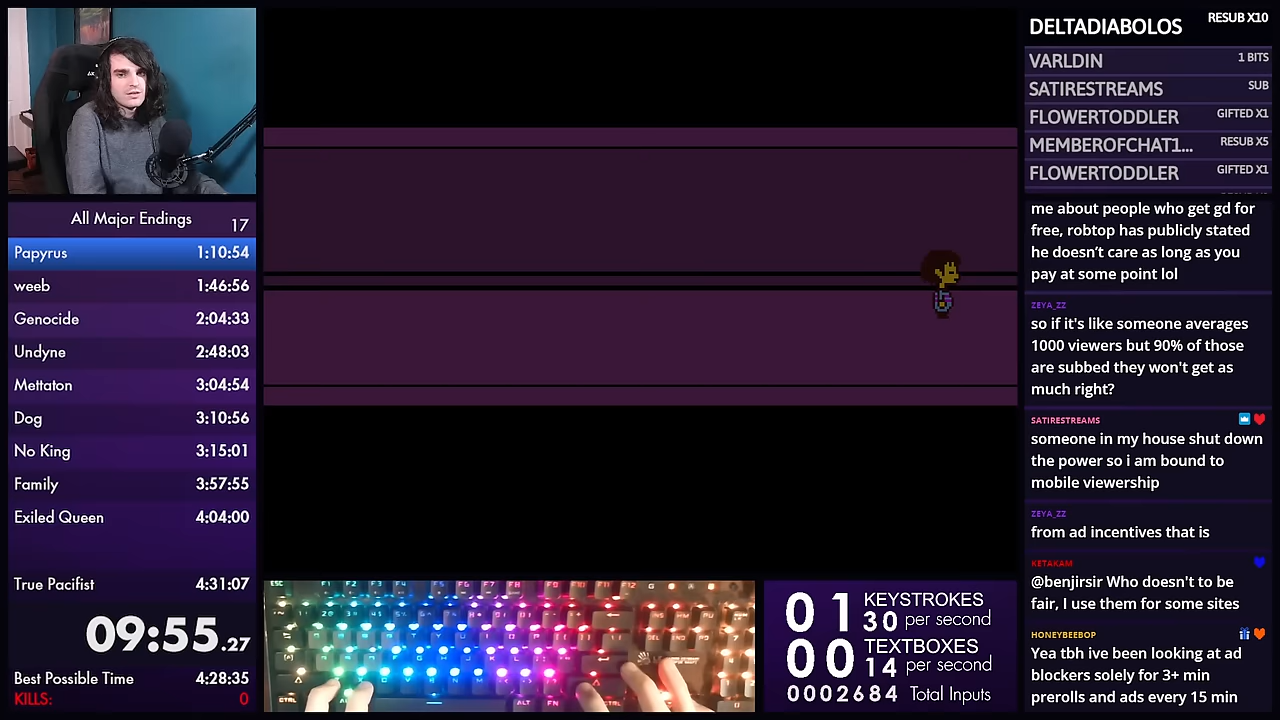 All Major Endings
17
Papyrus 1:10:54
weeb 1:46:56
Genocide 2:04:33
Undyne 2:48:03
Mettaton 3:04:54
Dog 3:10:56
No King 3:15:01
Family 3:57:55
Exiled Queen 4:04:00
True Pacifist 4:31:07
09:55.27
Best Possible Time 4:28:35
KILLS: 0
01 KEYSTROKES
30 per second
00 TEXTBOXES
14 per second
0002684 Total Inputs
DELTADIABOLOS RESUB X10
VARLDIN 1 BITS
SATIRESTREAMS SUB
FLOWERTODDLER GIFTED X1
MEMBEROFCHAT1... RESUB X5
FLOWERTODDLER GIFTED X1
me about people who get gd for
free, robtop has publicly stated
he doesn’t care as long as you
pay at some point lol
ZEYA_ZZ
so if it's like someone averages
1000 viewers but 90% of those
are subbed they won't get as
much right?
SATIRESTREAMS
someone in my house shut down
the power so i am bound to
mobile viewership
ZEYA_ZZ
from ad incentives that is
KETAKAM
@benjirsir Who doesn't to be
fair, I use them for some sites
HONEYBEEBOP
Yea tbh ive been looking at ad
blockers solely for 3+ min
prerolls and ads every 15 min